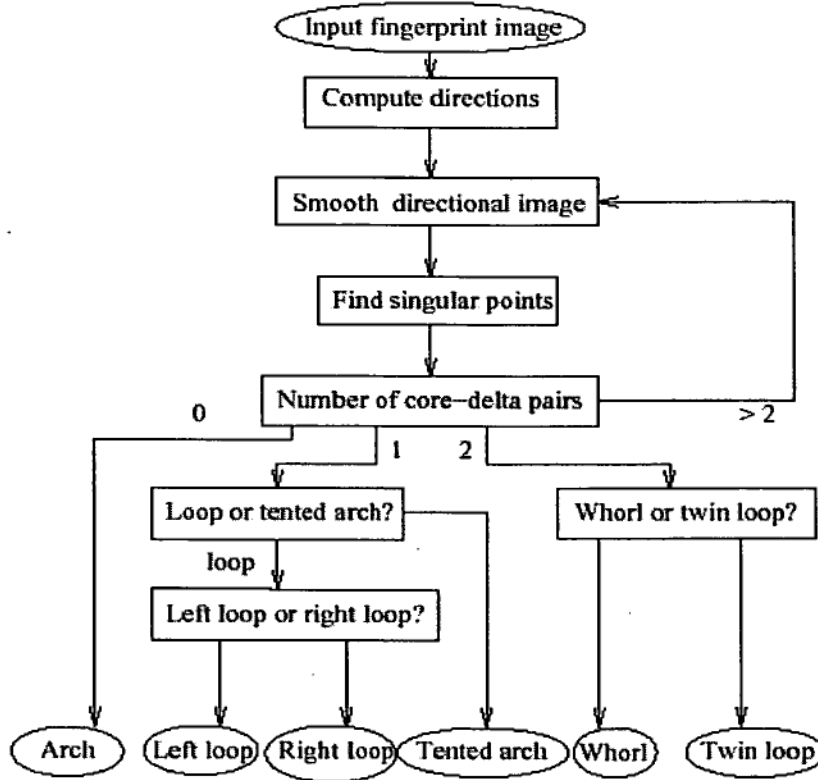 Input fingerprint image
Compute directions
Smooth directional image
Find singular points
Number of core-delta pairs
0
> 2
1
2
Loop or tented arch?
Whorl or twin loop?
loop
Left loop or right loop?
Arch
Left loop
Right loop
Tented arch
Whorl
Twin loop